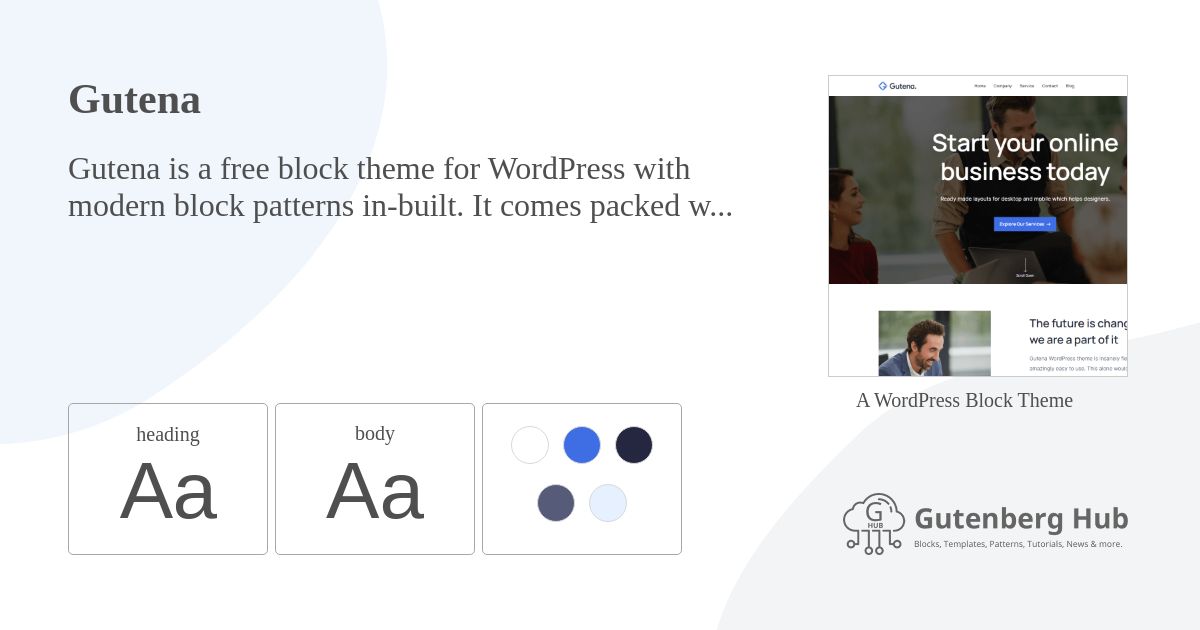 Gutena
Gutena is a free block theme for WordPress with
modern block patterns in-built. It comes packed w...
heading
Aa
body
Aa
Gutena.
Home Company Service Contact Blog
Start your online
business today
Ready made layouts for desktop and mobile which helps designers.
Explore Our Services →
Scroll Down
The future is chang
we are a part of it
Gutena WordPress theme is insanely fle
amazingly easy to use. This alone would
A WordPress Block Theme
G
HUB
Gutenberg Hub
Blocks, Templates, Patterns, Tutorials, News & more.